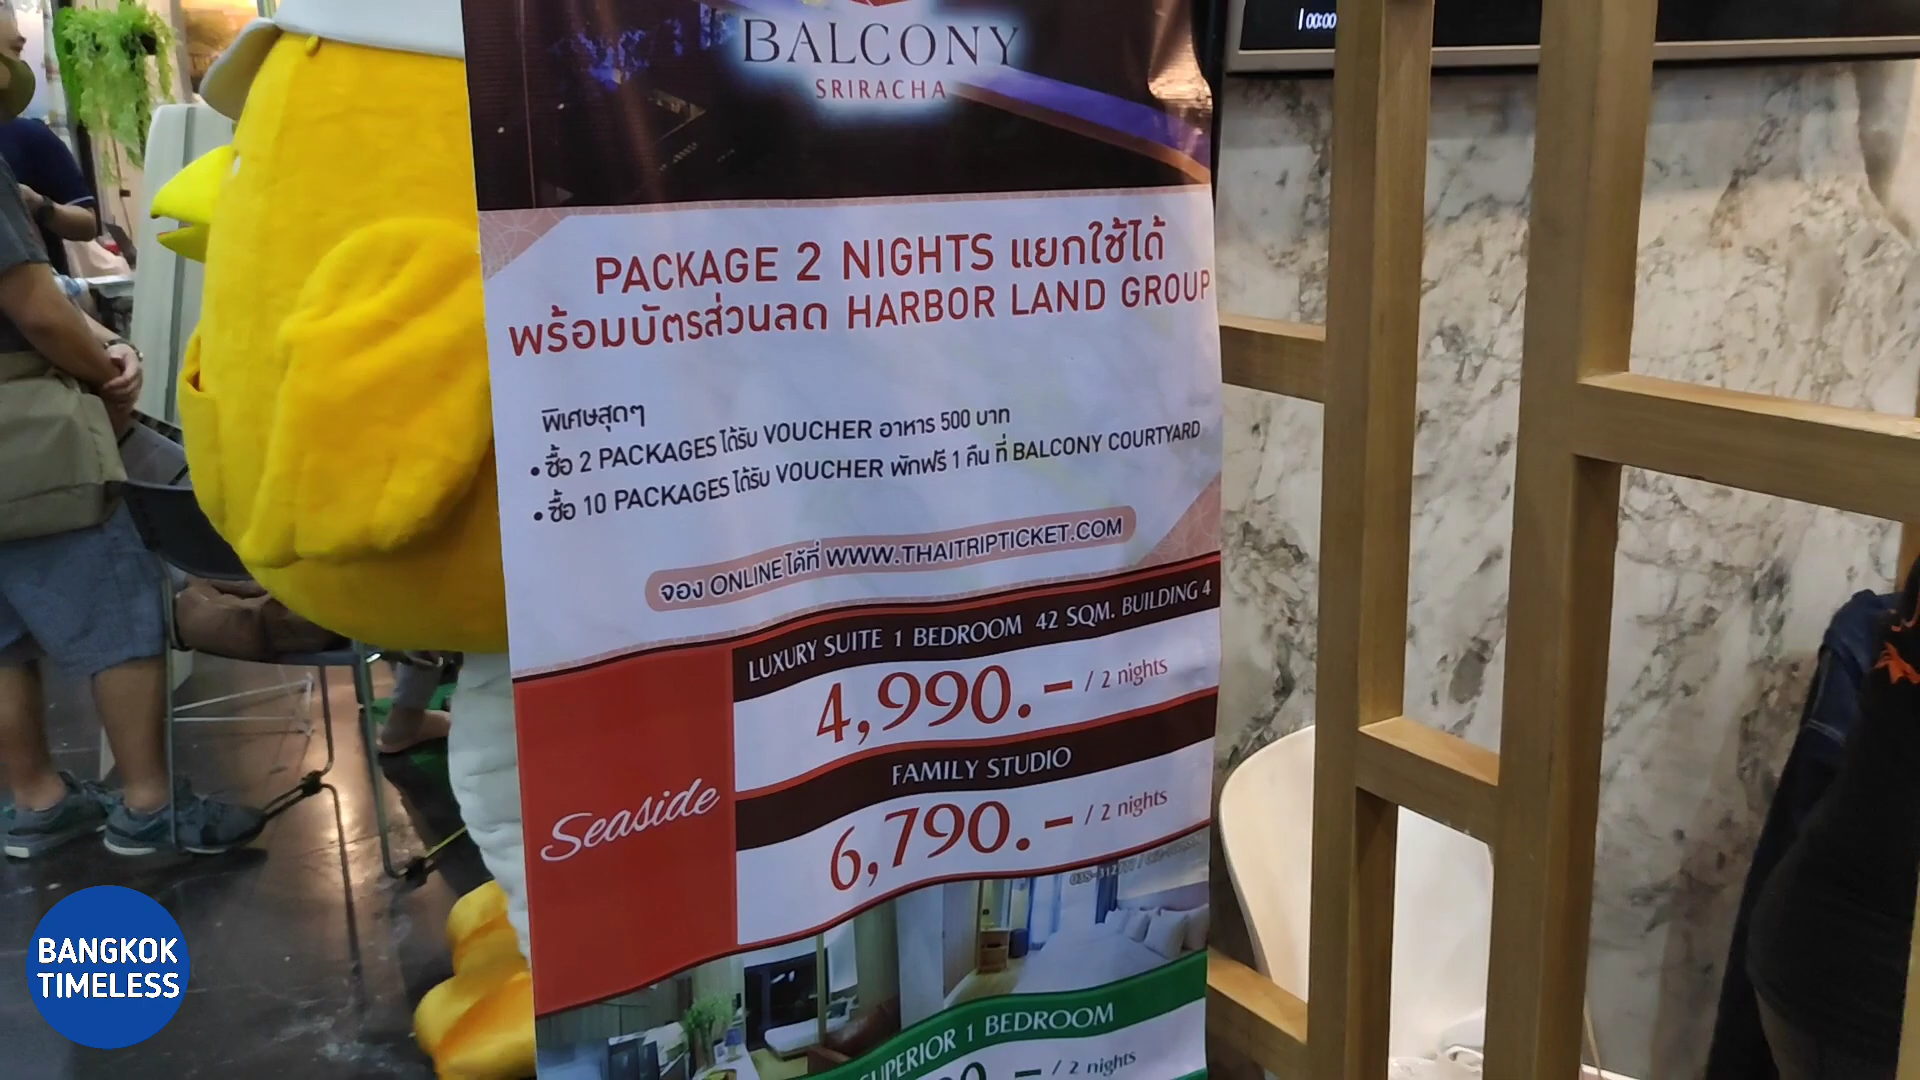 00:00
BALCONY
SRIRACHA
PACKAGE 2 NIGHTS แยกใช้ได้
พร้อมบัตรส่วนลด HARBOR LAND GROUP
พิเศษสุดๆ
• ซื้อ 2 PACKAGES ได้รับ VOUCHER อาหาร 500 บาท
• ซื้อ 10 PACKAGES ได้รับ VOUCHER พักฟรี 1 คืน ที่ BALCONY COURTYARD
จอง ONLINE ได้ที่ WWW.THAITRIPTICKET.COM
LUXURY SUITE 1 BEDROOM 42 SQM. BUILDING 4
4,990.- / 2 nights
FAMILY STUDIO
Seaside
6,790.- / 2 nights
SUPERIOR 1 BEDROOM
- / 2 nights
BANGKOK
TIMELESS